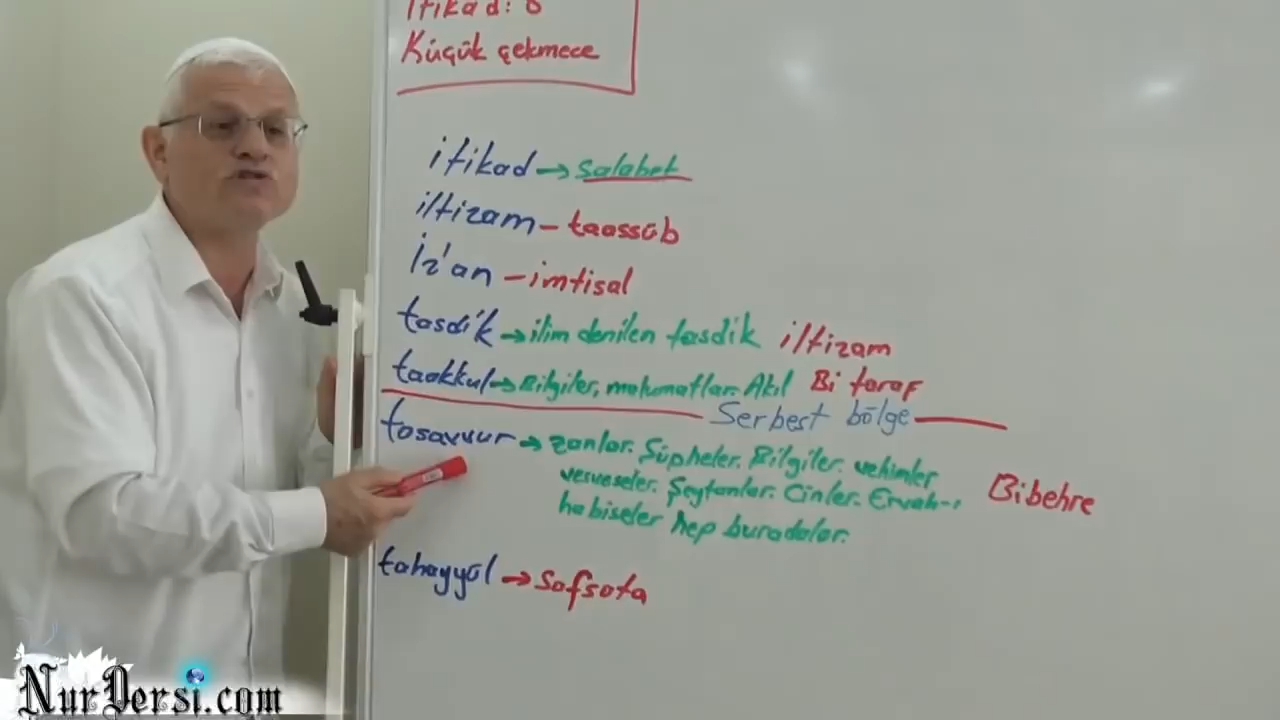 İtikad: 8
Küçük çekmece
itikad → Salabet
iltizam - taassüb
İz'an - imtisal
tasdik → ilim denilen tasdik iltizam
taakkul → Bilgiler, malumatlar. Akıl Bi taraf
Serbest bölge
tasavvur → zanlar. Şüpheler. Bilgiler. vehimler
vesveseler. Şeytanlar. Cinler. Ervah-ı Bibehre
habiseler hep buradalar.
tahayyül → Safsata
NurDersi.com